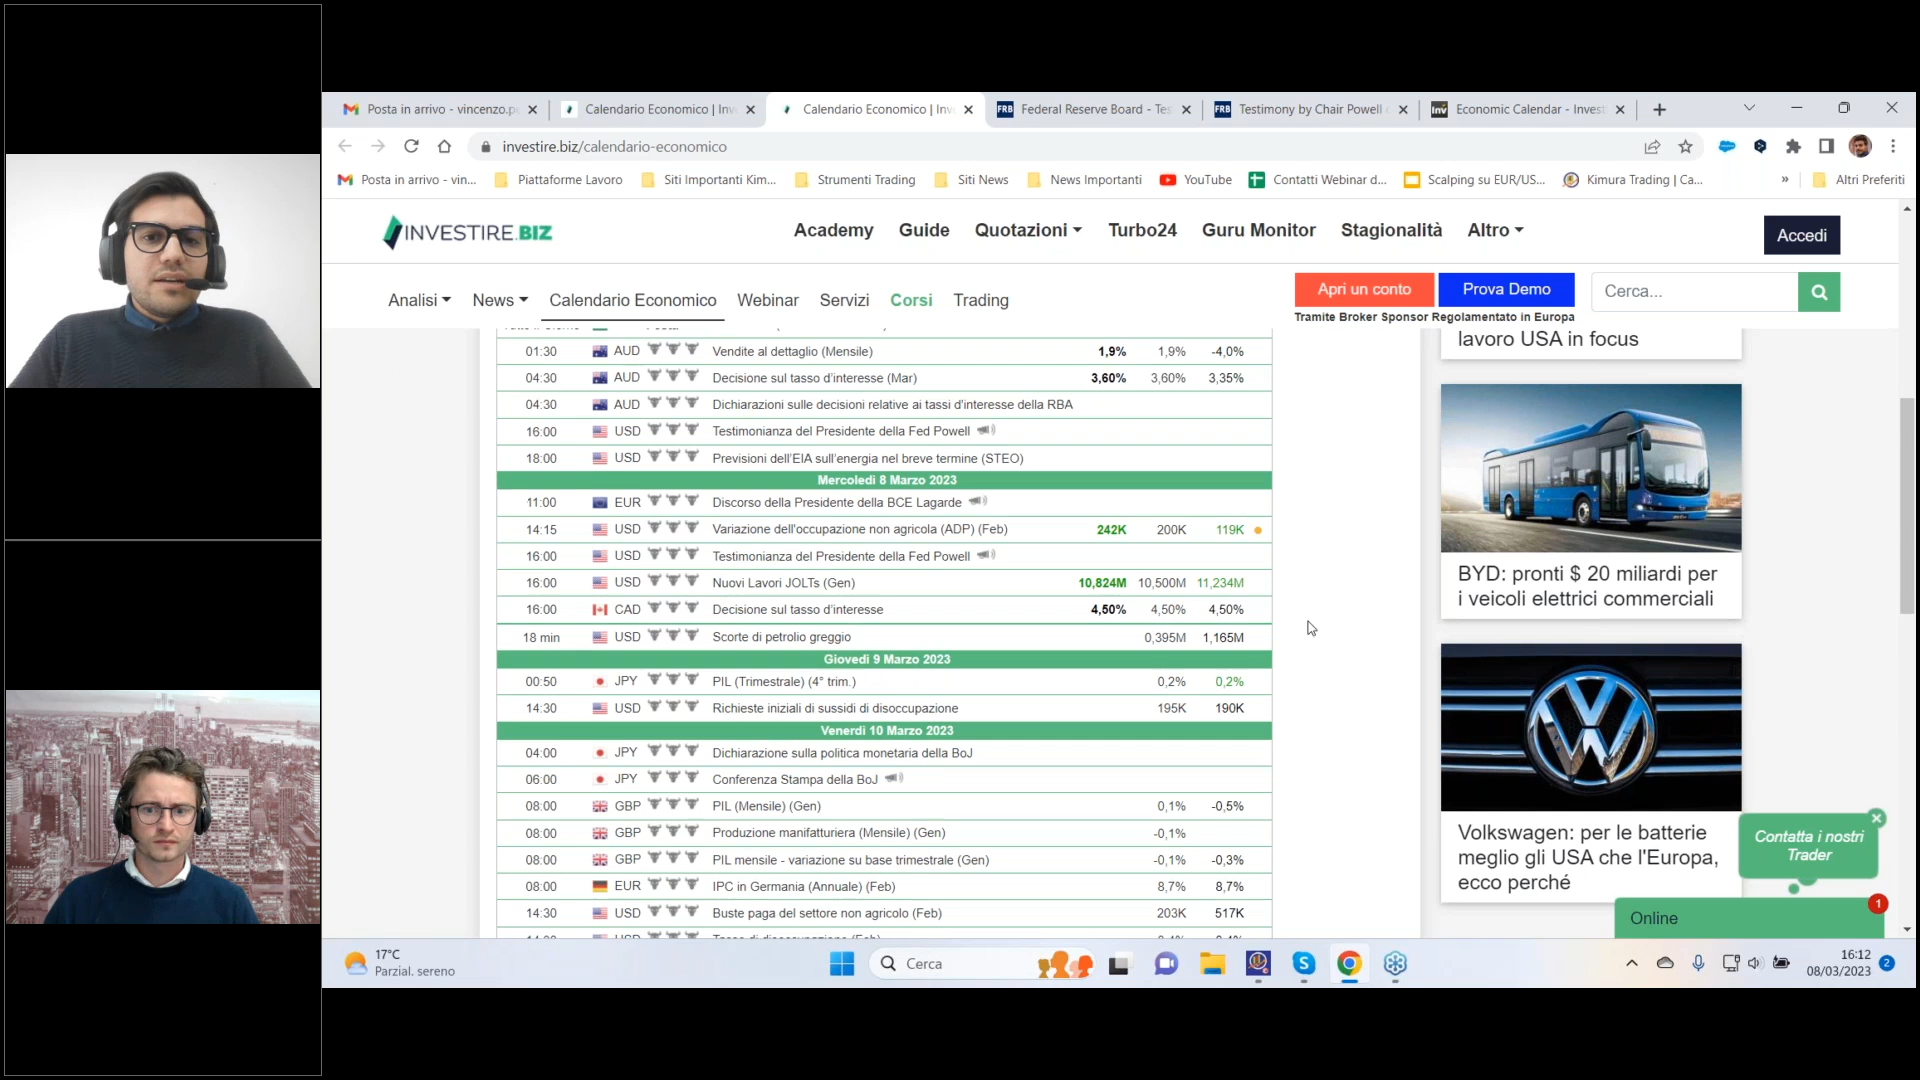 Posta in arrivo - vincenzo.p
Calendario Economico | Inv
Calendario Economico | Inv
FRB Federal Reserve Board - Tes
FRB Testimony by Chair Powell
Inv Economic Calendar - Invest
investire.biz/calendario-economico
Posta in arrivo - vin...
Piattaforme Lavoro
Siti Importanti Kim...
Strumenti Trading
Siti News
News Importanti
YouTube
Contatti Webinar d...
Scalping su EUR/US...
Kimura Trading | Ca...
»
Altri Preferiti
INVESTIRE.BIZ
Academy Guide Quotazioni Turbo24 Guru Monitor Stagionalità Altro
Accedi
Analisi News Calendario Economico Webinar Servizi Corsi Trading
Apri un conto
Prova Demo
Cerca...
Tramite Broker Sponsor Regolamentato in Europa
01:30 AUD Vendite al dettaglio (Mensile) 1,9% 1,9% -4,0%
04:30 AUD Decisione sul tasso d'interesse (Mar) 3,60% 3,60% 3,35%
04:30 AUD Dichiarazioni sulle decisioni relative ai tassi d'interesse della RBA
16:00 USD Testimonianza del Presidente della Fed Powell
18:00 USD Previsioni dell'EIA sull'energia nel breve termine (STEO)
Mercoledì 8 Marzo 2023
11:00 EUR Discorso della Presidente della BCE Lagarde
14:15 USD Variazione dell'occupazione non agricola (ADP) (Feb) 242K 200K 119K
16:00 USD Testimonianza del Presidente della Fed Powell
16:00 USD Nuovi Lavori JOLTs (Gen) 10,824M 10,500M 11,234M
16:00 CAD Decisione sul tasso d'interesse 4,50% 4,50% 4,50%
18 min USD Scorte di petrolio greggio 0,395M 1,165M
Giovedì 9 Marzo 2023
00:50 JPY PIL (Trimestrale) (4° trim.) 0,2% 0,2%
14:30 USD Richieste iniziali di sussidi di disoccupazione 195K 190K
Venerdì 10 Marzo 2023
04:00 JPY Dichiarazione sulla politica monetaria della BoJ
06:00 JPY Conferenza Stampa della BoJ
08:00 GBP PIL (Mensile) (Gen) 0,1% -0,5%
08:00 GBP Produzione manifatturiera (Mensile) (Gen) -0,1%
08:00 GBP PIL mensile - variazione su base trimestrale (Gen) -0,1% -0,3%
08:00 EUR IPC in Germania (Annuale) (Feb) 8,7% 8,7%
14:30 USD Buste paga del settore non agricolo (Feb) 203K 517K
lavoro USA in focus
BYD: pronti $ 20 miliardi per
i veicoli elettrici commerciali
Volkswagen: per le batterie
meglio gli USA che l'Europa,
ecco perché
Contatta i nostri
Trader
Online
1
17°C
Parzial. sereno
Cerca
16:12
08/03/2023
2